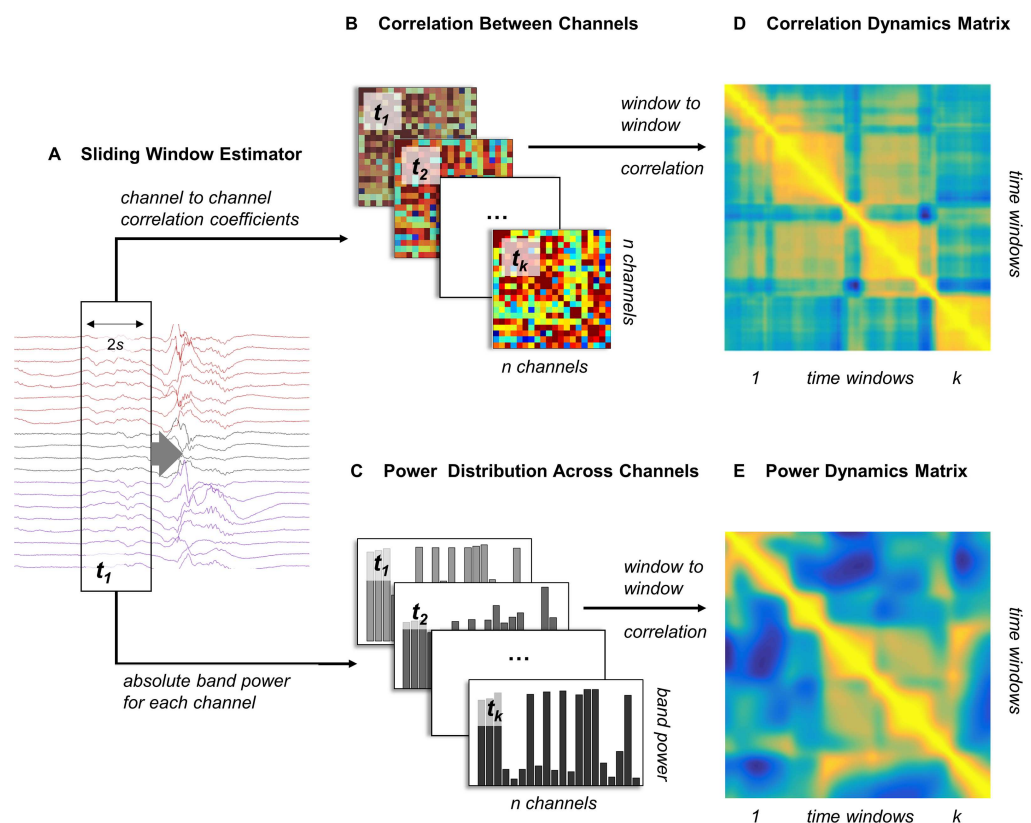 A Sliding Window Estimator
channel to channel
correlation coefficients
2s
t1
absolute band power
for each channel
B Correlation Between Channels
t1
t2
...
tk
n channels
n channels
window to
window
correlation
C Power Distribution Across Channels
t1
t2
...
tk
band power
n channels
window to
window
correlation
D Correlation Dynamics Matrix
time windows
1 time windows k
E Power Dynamics Matrix
time windows
1 time windows k